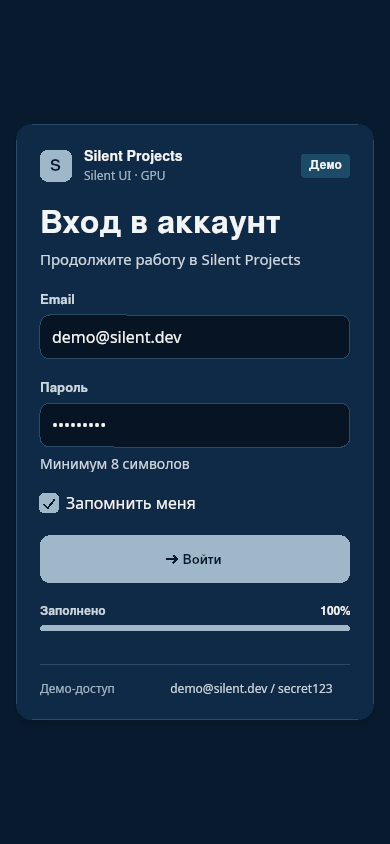 S
Silent Projects
Silent UI · GPU
Демо
Вход в аккаунт
Продолжите работу в Silent Projects
Email
demo@silent.dev
Пароль
•••••••••
Минимум 8 символов
Запомнить меня
→ Войти
Заполнено 100%
Демо-доступ demo@silent.dev / secret123